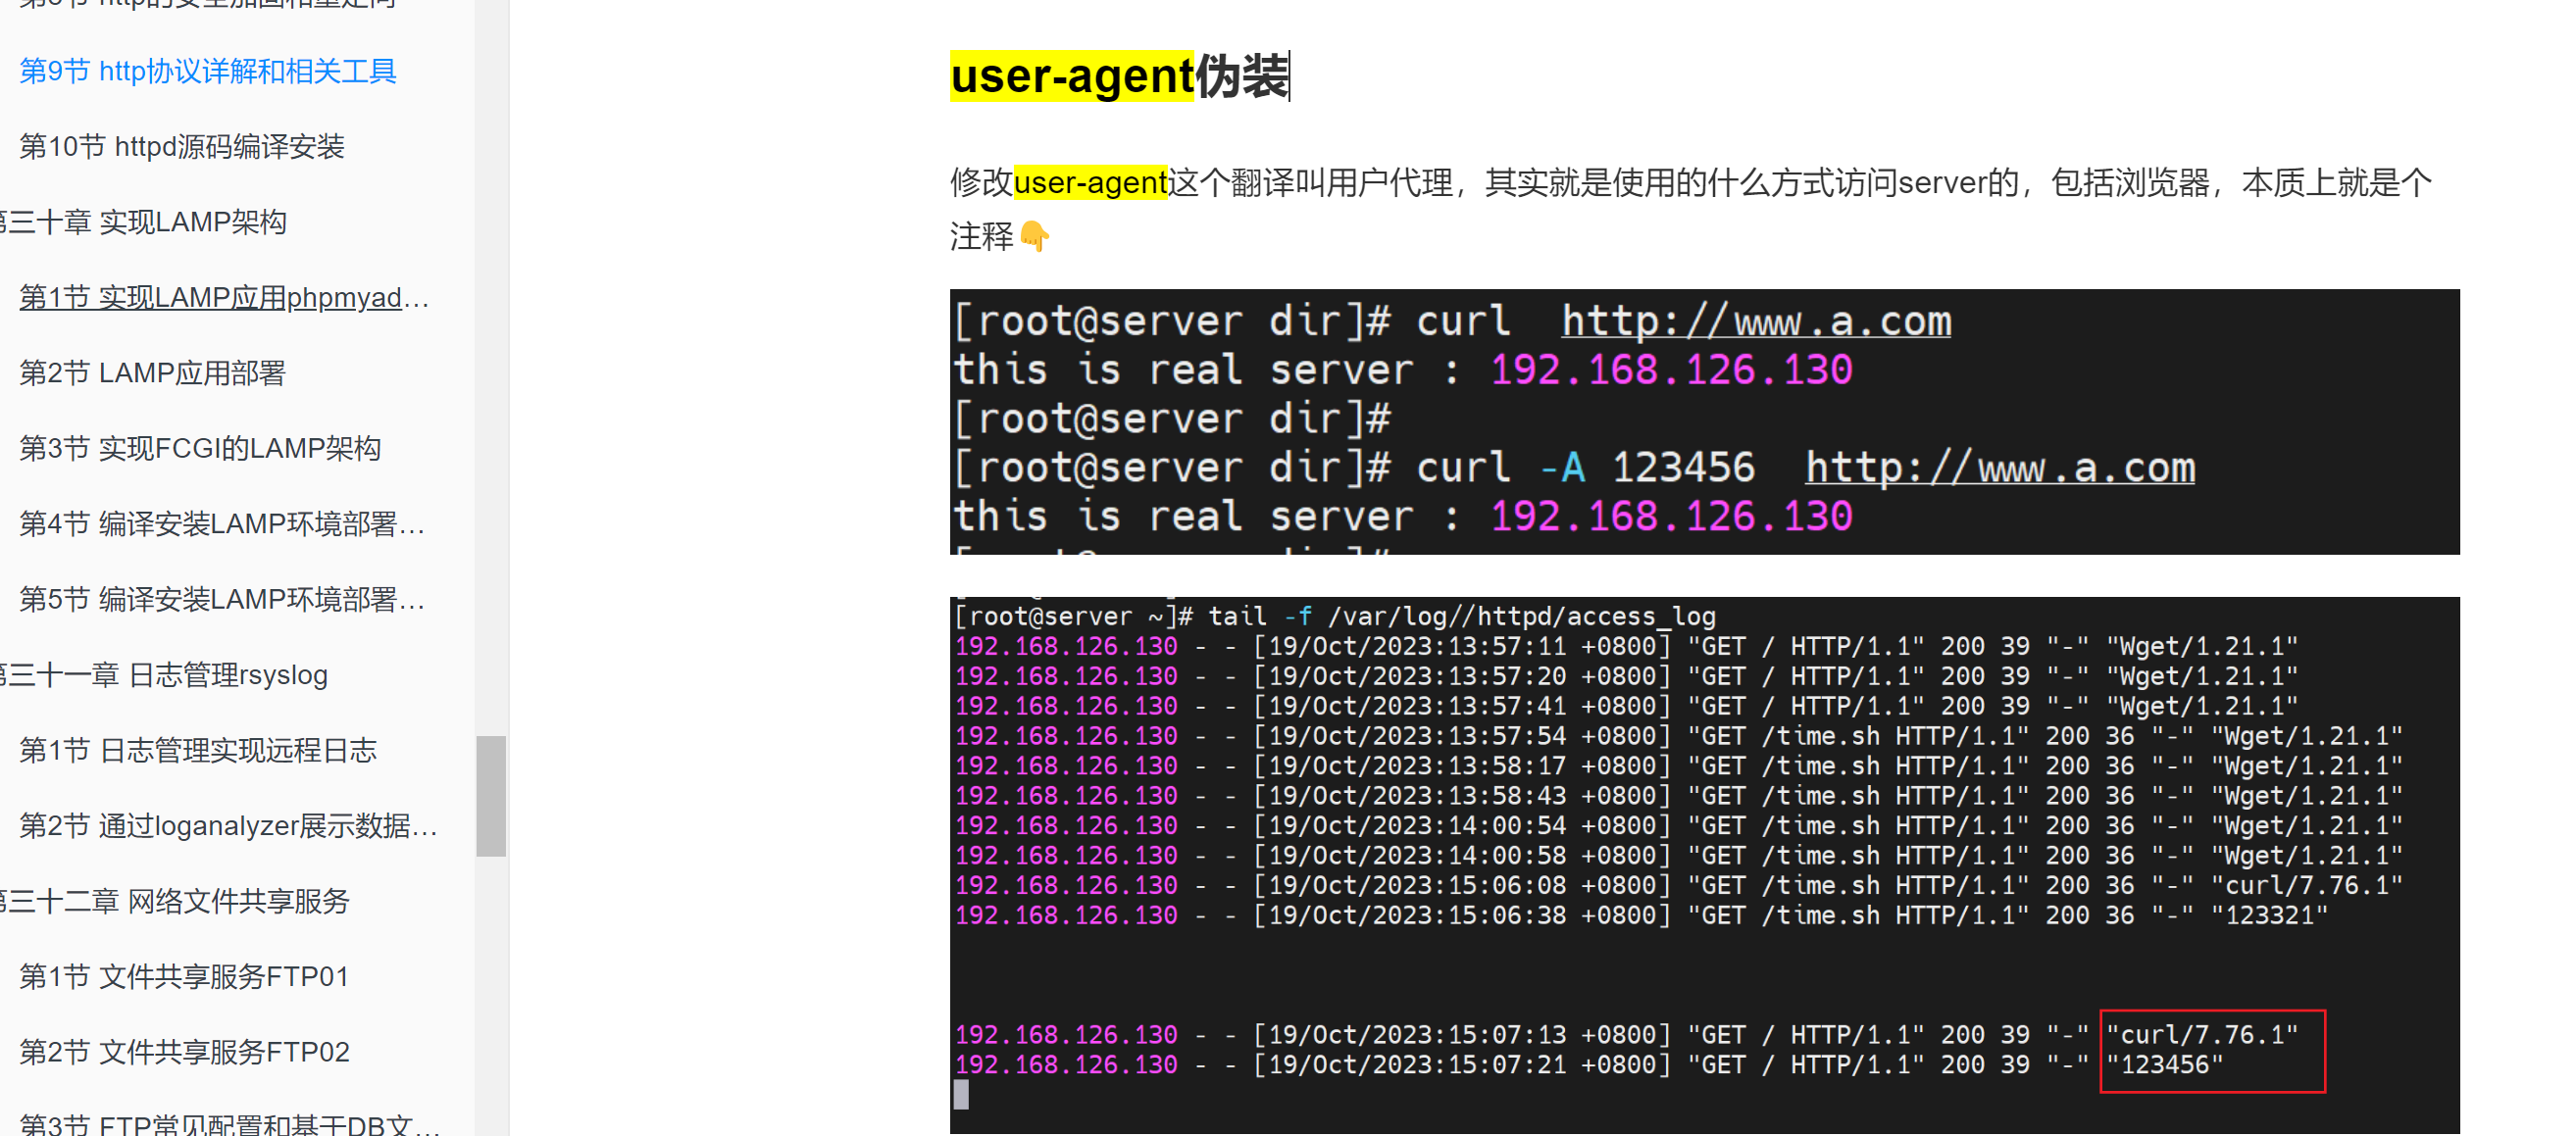 第9节 http协议详解和相关工具
第10节 httpd源码编译安装
第三十章 实现LAMP架构
第1节 实现LAMP应用phpmyad…
第2节 LAMP应用部署
第3节 实现FCGI的LAMP架构
第4节 编译安装LAMP环境部署…
第5节 编译安装LAMP环境部署…
第三十一章 日志管理rsyslog
第1节 日志管理实现远程日志
第2节 通过loganalyzer展示数据…
第三十二章 网络文件共享服务
第1节 文件共享服务FTP01
第2节 文件共享服务FTP02
第3节 FTP常见配置和基于DB文…
user-agent伪装
修改user-agent这个翻译叫用户代理，其实就是使用的什么方式访问server的，包括浏览器，本质上就是个
注释👇
[root@server dir]# curl  http://www.a.com
this is real server : 192.168.126.130
[root@server dir]#
[root@server dir]# curl -A 123456  http://www.a.com
this is real server : 192.168.126.130
[root@server ~]# tail -f /var/log//httpd/access_log
192.168.126.130 - - [19/Oct/2023:13:57:11 +0800] "GET / HTTP/1.1" 200 39 "-" "Wget/1.21.1"
192.168.126.130 - - [19/Oct/2023:13:57:20 +0800] "GET / HTTP/1.1" 200 39 "-" "Wget/1.21.1"
192.168.126.130 - - [19/Oct/2023:13:57:41 +0800] "GET / HTTP/1.1" 200 39 "-" "Wget/1.21.1"
192.168.126.130 - - [19/Oct/2023:13:57:54 +0800] "GET /time.sh HTTP/1.1" 200 36 "-" "Wget/1.21.1"
192.168.126.130 - - [19/Oct/2023:13:58:17 +0800] "GET /time.sh HTTP/1.1" 200 36 "-" "Wget/1.21.1"
192.168.126.130 - - [19/Oct/2023:13:58:43 +0800] "GET /time.sh HTTP/1.1" 200 36 "-" "Wget/1.21.1"
192.168.126.130 - - [19/Oct/2023:14:00:54 +0800] "GET /time.sh HTTP/1.1" 200 36 "-" "Wget/1.21.1"
192.168.126.130 - - [19/Oct/2023:14:00:58 +0800] "GET /time.sh HTTP/1.1" 200 36 "-" "Wget/1.21.1"
192.168.126.130 - - [19/Oct/2023:15:06:08 +0800] "GET /time.sh HTTP/1.1" 200 36 "-" "curl/7.76.1"
192.168.126.130 - - [19/Oct/2023:15:06:38 +0800] "GET /time.sh HTTP/1.1" 200 36 "-" "123321"
192.168.126.130 - - [19/Oct/2023:15:07:13 +0800] "GET / HTTP/1.1" 200 39 "-" "curl/7.76.1"
192.168.126.130 - - [19/Oct/2023:15:07:21 +0800] "GET / HTTP/1.1" 200 39 "-" "123456"